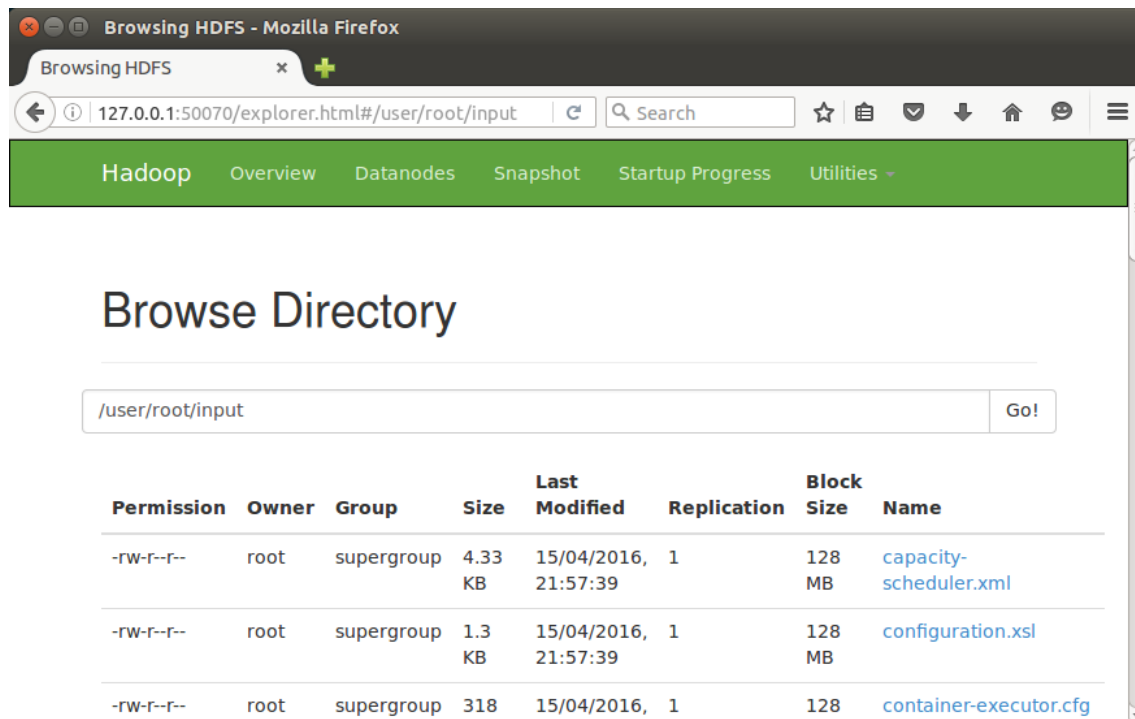 Browsing HDFS - Mozilla Firefox
Browsing HDFS
127.0.0.1:50070/explorer.html#/user/root/input Search
Hadoop Overview Datanodes Snapshot Startup Progress Utilities
Browse Directory
/user/root/input Go!
Permission Owner Group Size Last Modified Replication Block Size Name
-rw-r--r-- root supergroup 4.33 KB 15/04/2016, 21:57:39 1 128 MB capacity-scheduler.xml
-rw-r--r-- root supergroup 1.3 KB 15/04/2016, 21:57:39 1 128 MB configuration.xsl
-rw-r--r-- root supergroup 318 15/04/2016, 1 128 container-executor.cfg